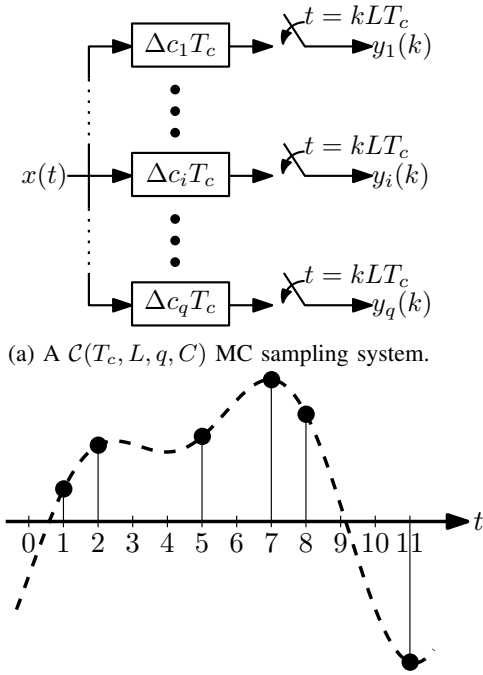 t = kLT_c
Δc_1T_c
y_1(k)
t = kLT_c
x(t)
Δc_iT_c
y_i(k)
t = kLT_c
Δc_qT_c
y_q(k)
(a) A C(T_c, L, q, C) MC sampling system.
t
0 1 2 3 4 5 6 7 8 9 10 11